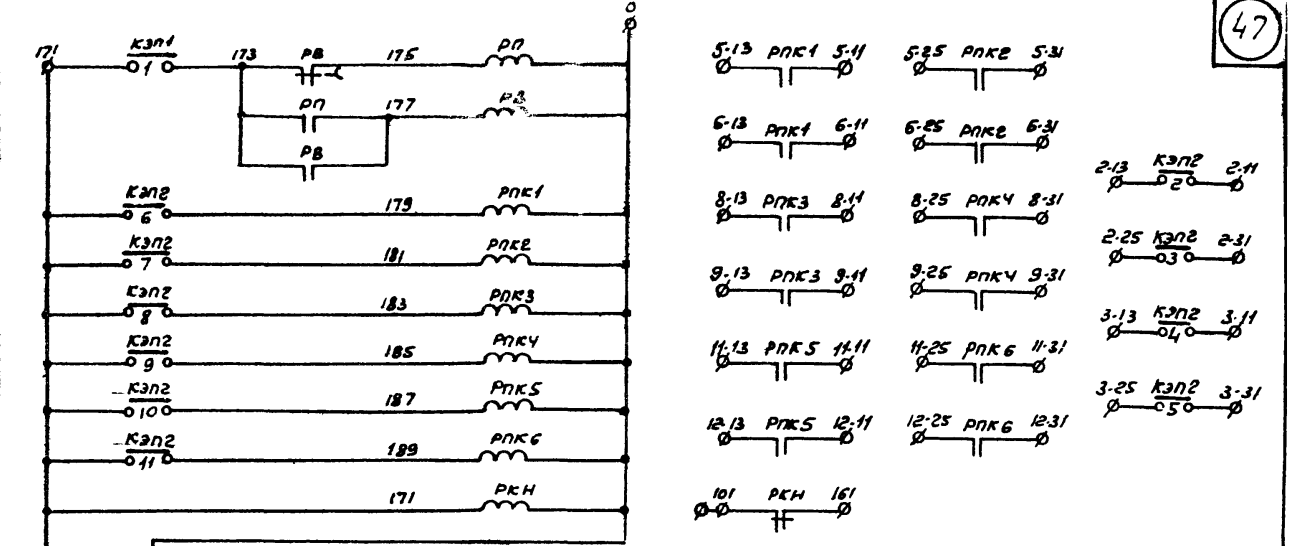 0
47
171 КЭП1 1 173 РВ 175 РП
РП 177 РВ
РВ
КЭП2 6 179 РПК1
КЭП2 7 181 РПК2
КЭП2 8 183 РПК3
КЭП2 9 185 РПК4
КЭП2 10 187 РПК5
КЭП2 11 189 РПК6
171 РКН
5-13 РПК1 5-11 5-25 РПК2 5-31
6-13 РПК1 6-11 6-25 РПК2 6-31
8-13 РПК3 8-11 8-25 РПК4 8-31
9-13 РПК3 9-11 9-25 РПК4 9-31
11-13 РПК5 11-11 11-25 РПК6 11-31
12-13 РПК5 12-11 12-25 РПК6 12-31
101 РКН 161
2-13 КЭП2 2 2-11
2-25 КЭП2 3 2-31
3-13 КЭП2 4 3-11
3-25 КЭП2 5 3-31